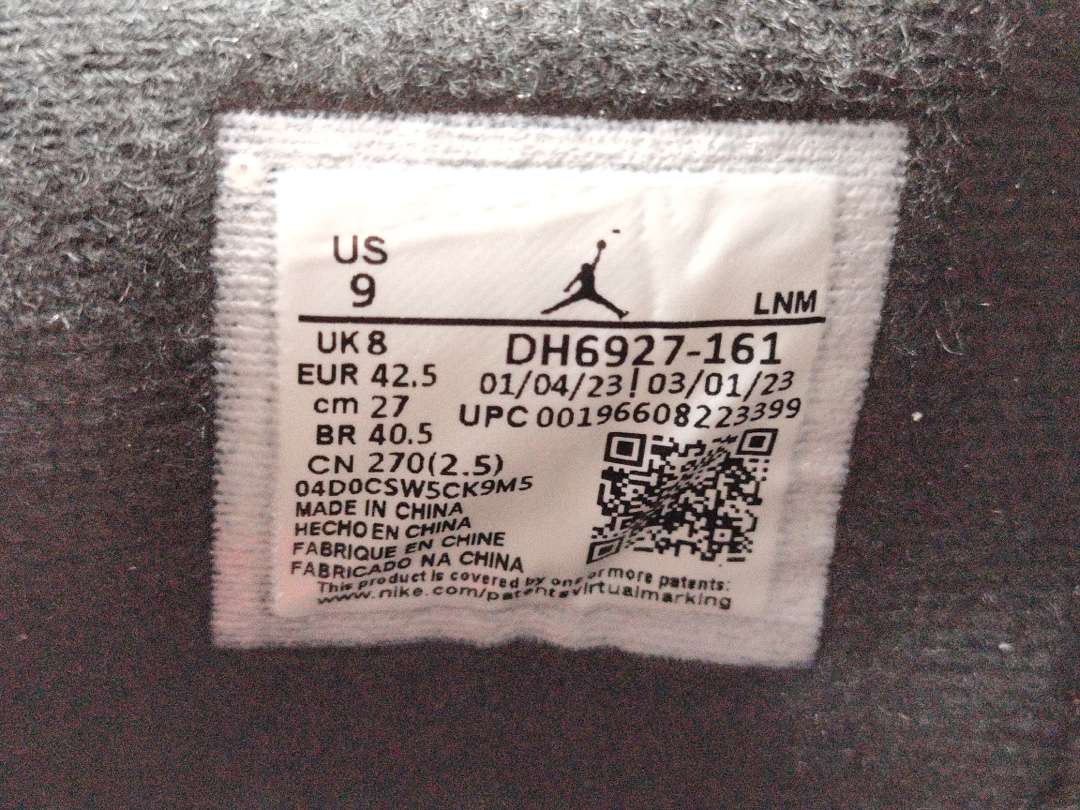 US
9
LNM
UK 8
EUR 42.5
cm 27
BR 40.5
CN 270(2.5)
DH6927-161
01/04/23! 03/01/23
UPC 00196608223399
04D0CSW5CK9M5
MADE IN CHINA
HECHO EN CHINA
FABRIQUE EN CHINE
FABRICADO NA CHINA
This product is covered by one or more patents:
www.nike.com/patentsvirtualmarking